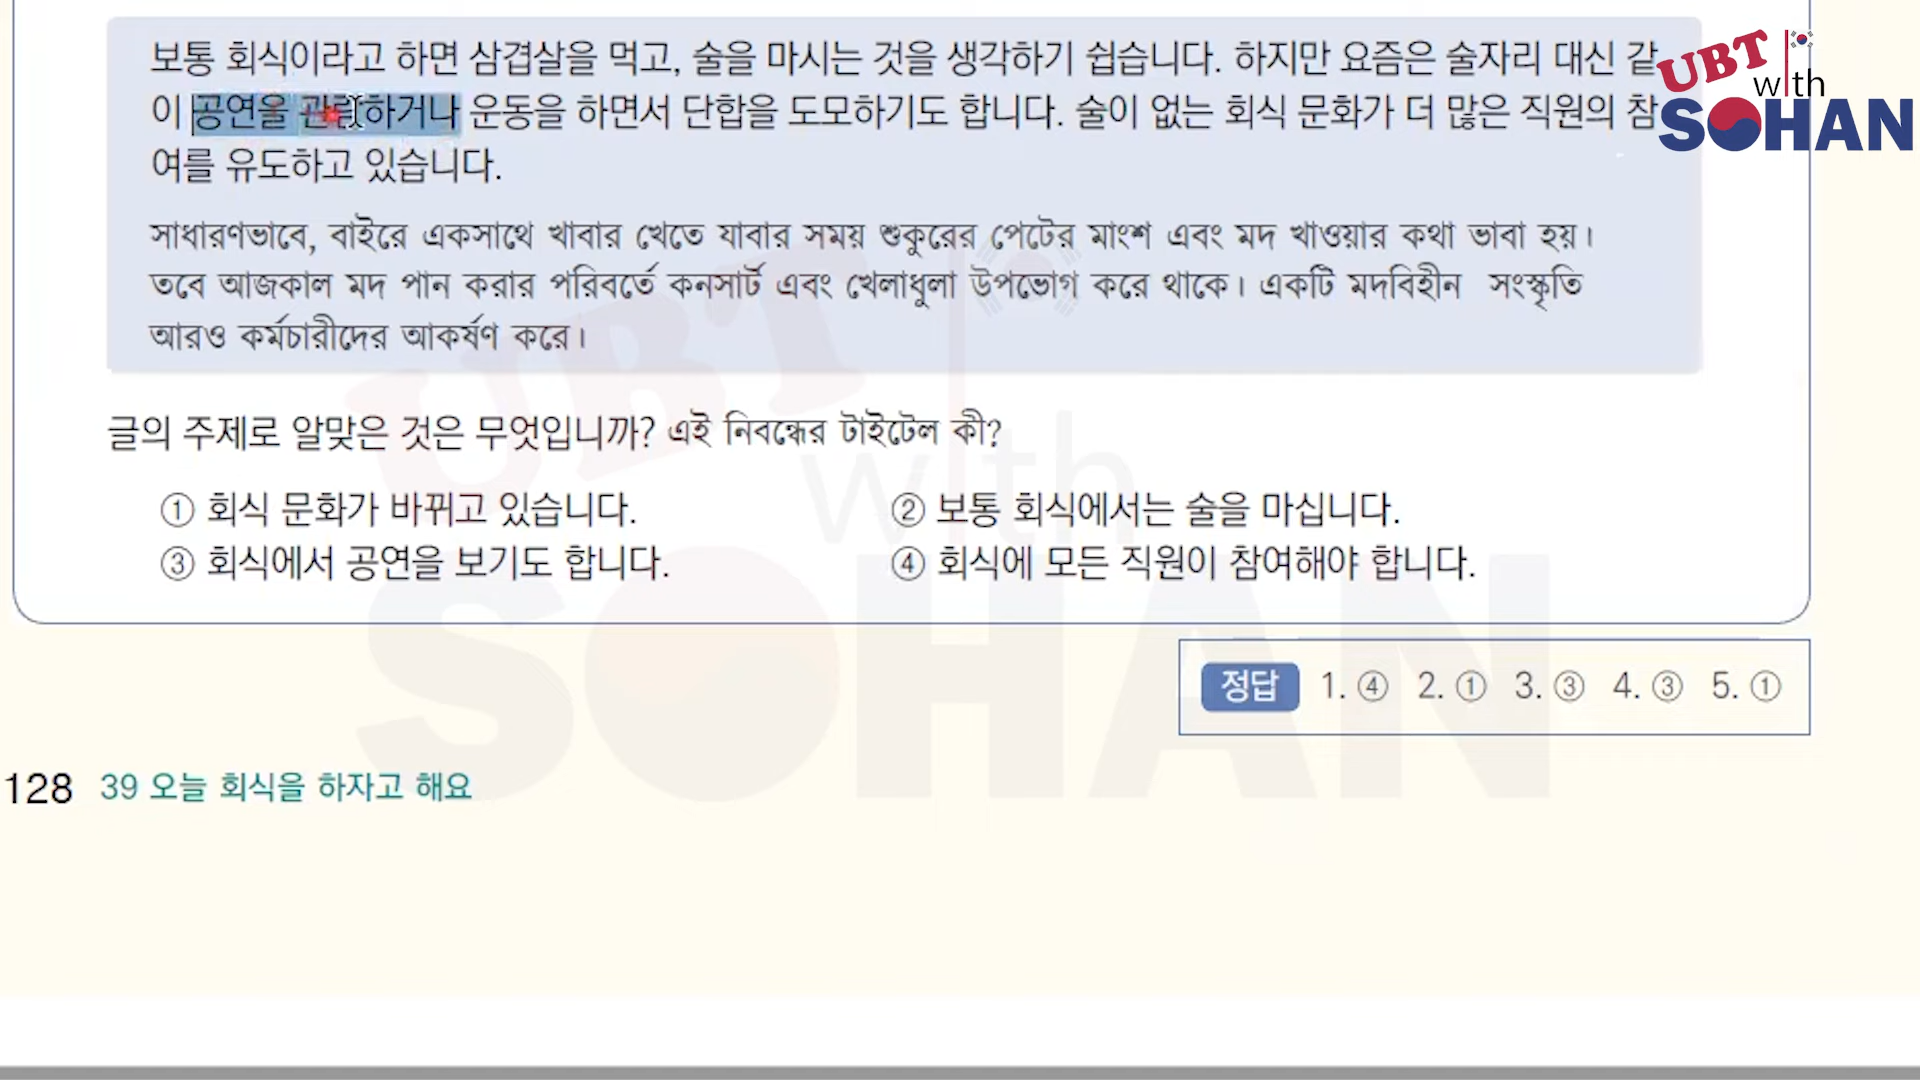 보통 회식이라고 하면 삼겹살을 먹고, 술을 마시는 것을 생각하기 쉽습니다. 하지만 요즘은 술자리 대신 같
이 공연을 관람하거나 운동을 하면서 단합을 도모하기도 합니다. 술이 없는 회식 문화가 더 많은 직원의 참
여를 유도하고 있습니다.
সাধারণভাবে, বাইরে একসাথে খাবার খেতে যাবার সময় শুকুরের পেটের মাংশ এবং মদ খাওয়ার কথা ভাবা হয়।
তবে আজকাল মদ পান করার পরিবর্তে কনসার্ট এবং খেলাধুলা উপভোগ করে থাকে। একটি মদবিহীন সংস্কৃতি
আরও কর্মচারীদের আকর্ষণ করে।
글의 주제로 알맞은 것은 무엇입니까? এই নিবন্ধের টাইটেল কী?
① 회식 문화가 바뀌고 있습니다.
② 보통 회식에서는 술을 마십니다.
③ 회식에서 공연을 보기도 합니다.
④ 회식에 모든 직원이 참여해야 합니다.
정답 1. ④ 2. ① 3. ③ 4. ③ 5. ①
128 39 오늘 회식을 하자고 해요
UBT
with
SOHAN
UBT
with
SOHAN